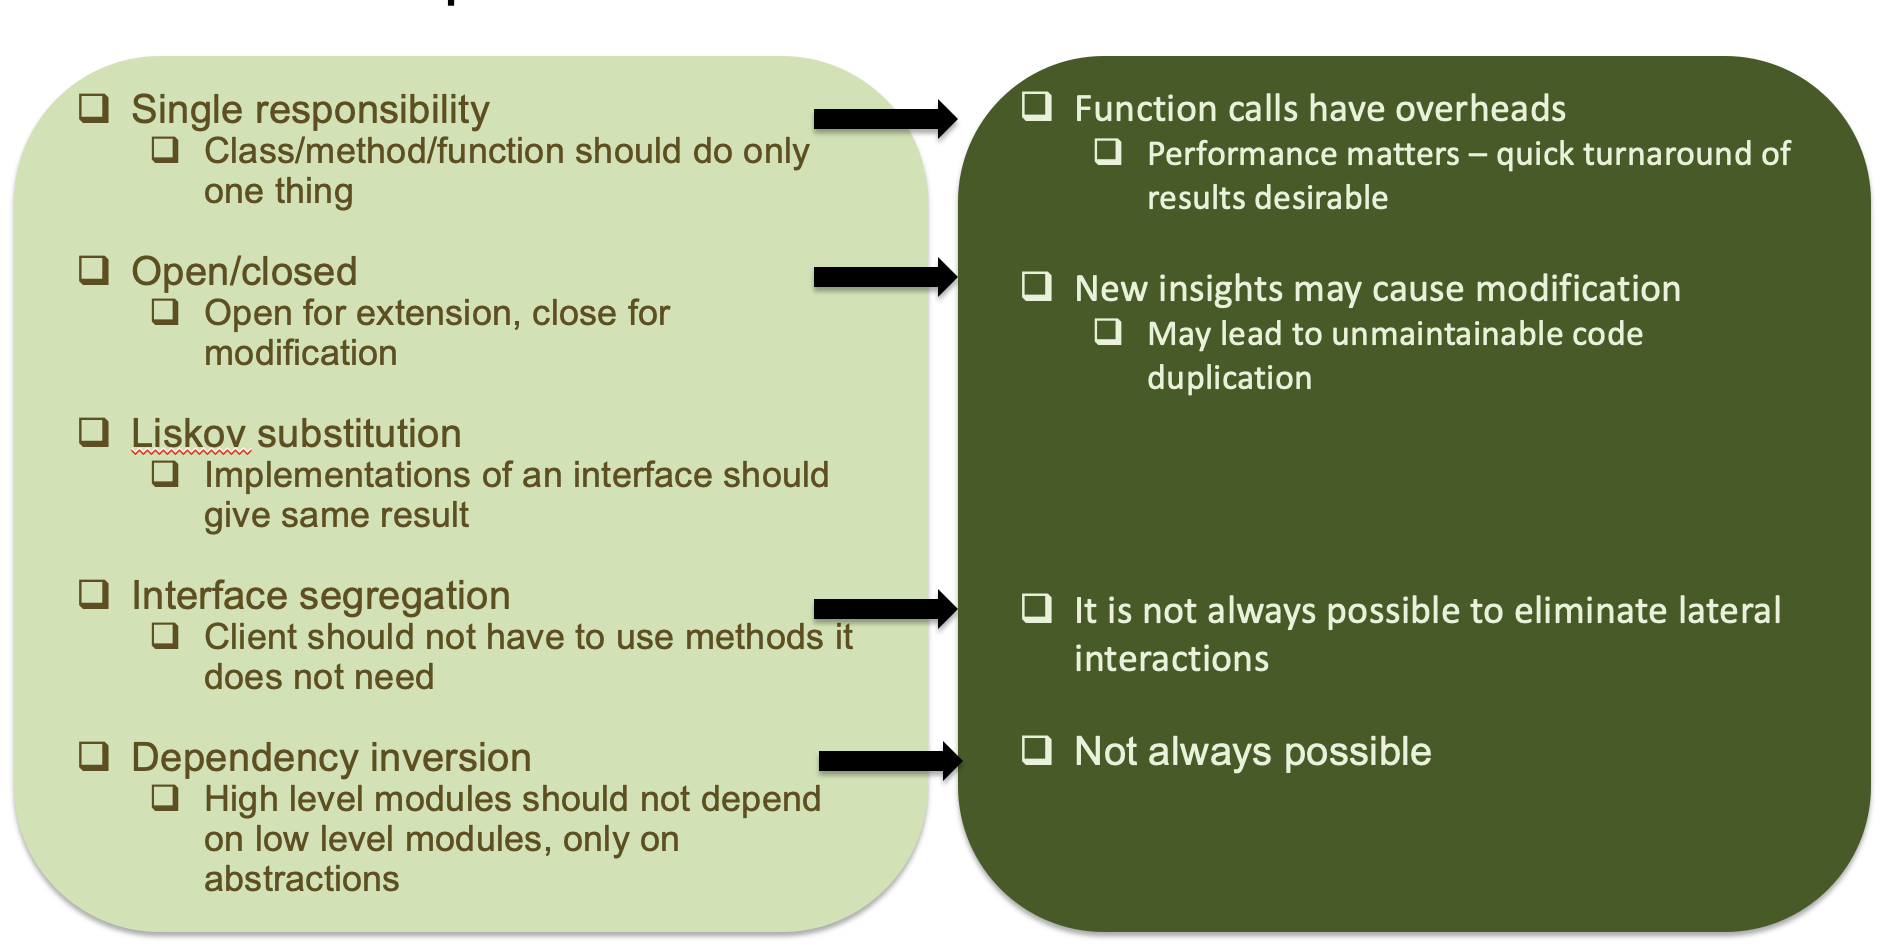 Single responsibility
Class/method/function should do only
one thing
Open/closed
Open for extension, close for
modification
Liskov substitution
Implementations of an interface should
give same result
Interface segregation
Client should not have to use methods it
does not need
Dependency inversion
High level modules should not depend
on low level modules, only on
abstractions
Function calls have overheads
Performance matters – quick turnaround of
results desirable
New insights may cause modification
May lead to unmaintainable code
duplication
It is not always possible to eliminate lateral
interactions
Not always possible